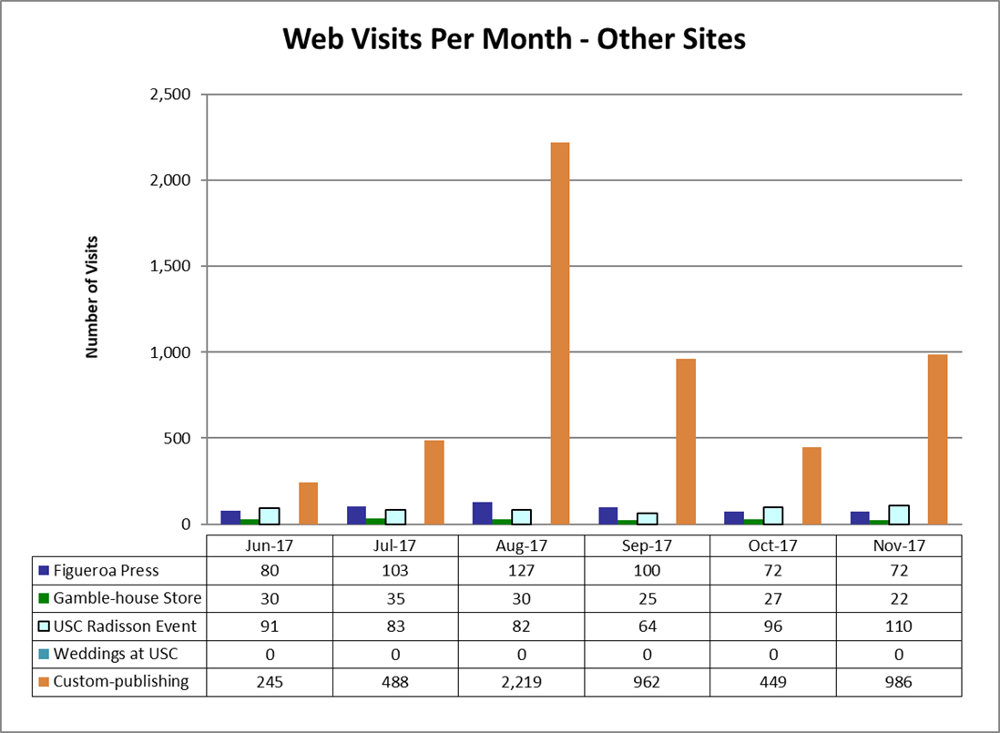 Web Visits Per Month - Other Sites
2,500
2,000
1,500
1,000
500
0
Number of Visits
Jun-17 Jul-17 Aug-17 Sep-17 Oct-17 Nov-17
Figueroa Press 80 103 127 100 72 72
Gamble-house Store 30 35 30 25 27 22
USC Radisson Event 91 83 82 64 96 110
Weddings at USC 0 0 0 0 0 0
Custom-publishing 245 488 2,219 962 449 986